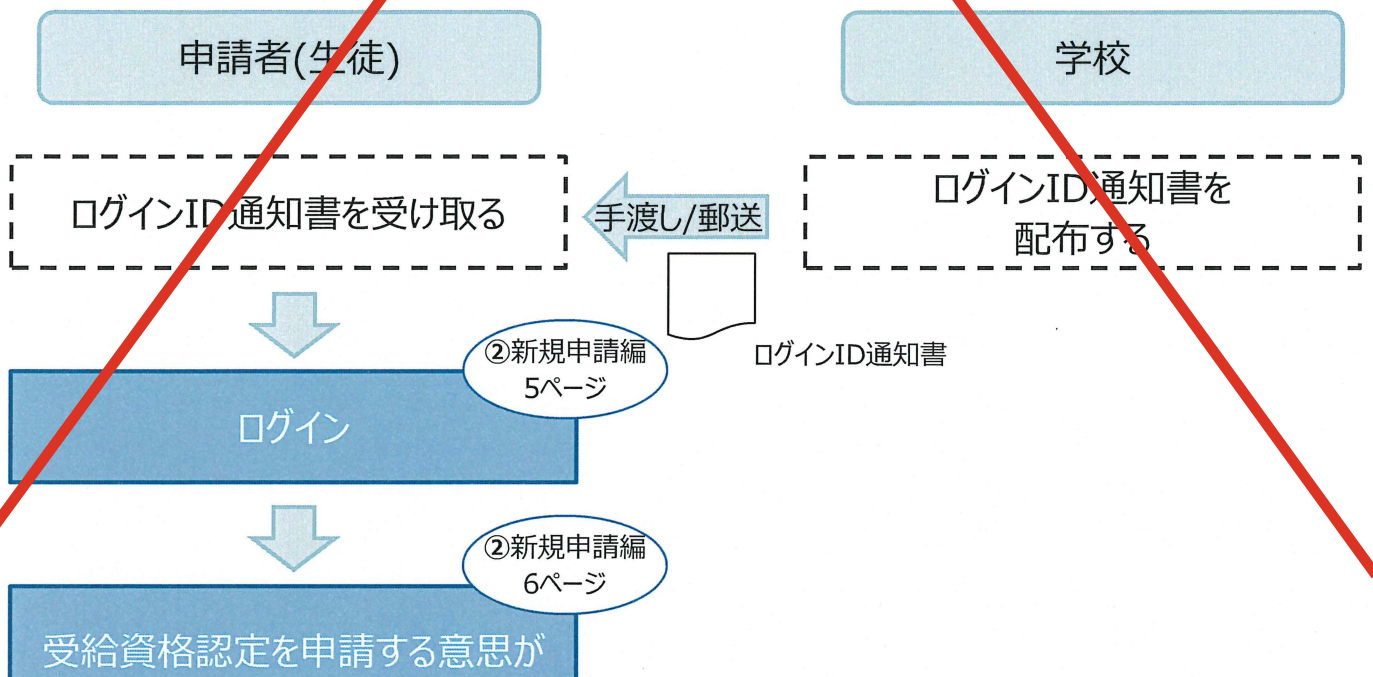 申請者(生徒)
学校
ログインID通知書を受け取る
手渡し/郵送
ログインID通知書を
配布する
ログインID通知書
②新規申請編
5ページ
ログイン
②新規申請編
6ページ
受給資格認定を申請する意思が